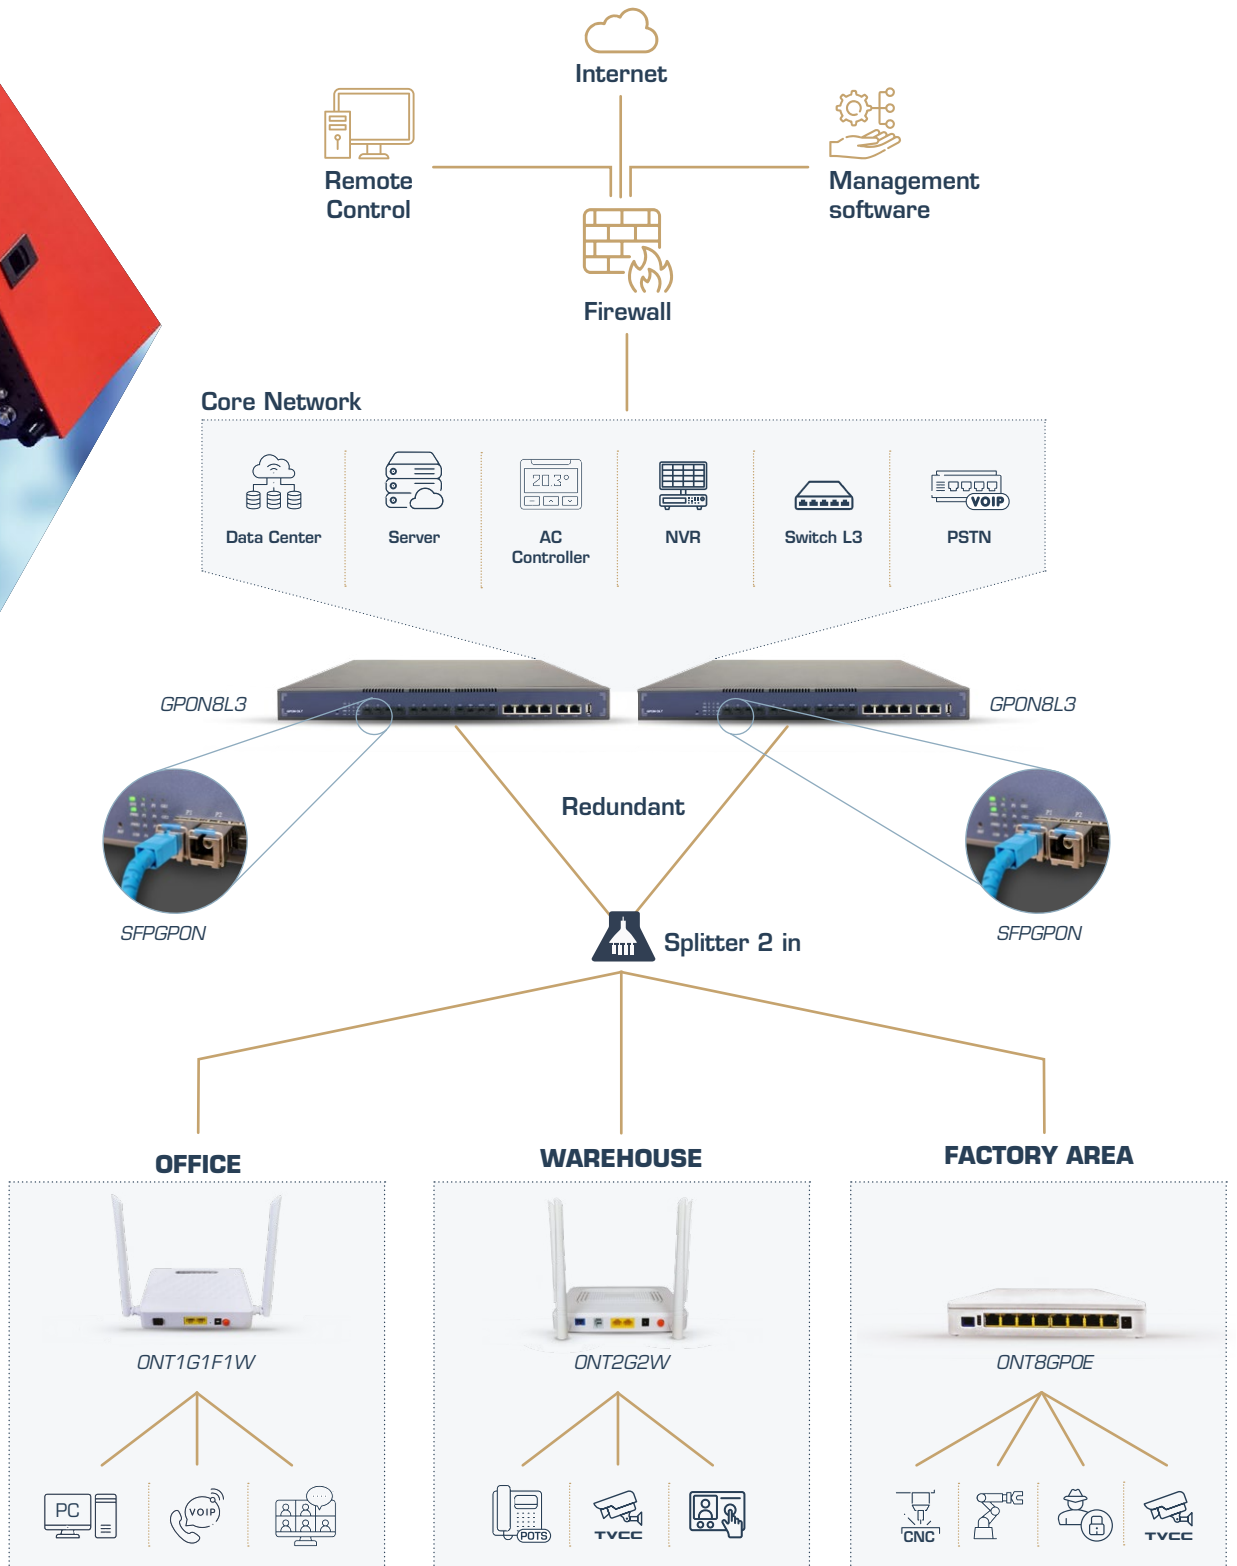 Internet
Remote
Control
Management
software
Firewall
Core Network
20.3°
VOIP
Data Center
Server
AC
Controller
NVR
Switch L3
PSTN
GPON8L3
GPON8L3
Redundant
SFPGPON
SFPGPON
Splitter 2 in
OFFICE
WAREHOUSE
FACTORY AREA
ONT1G1F1W
ONT2G2W
ONT8GPOE
PC
VOIP
POTS
TVCC
CNC
TVCC